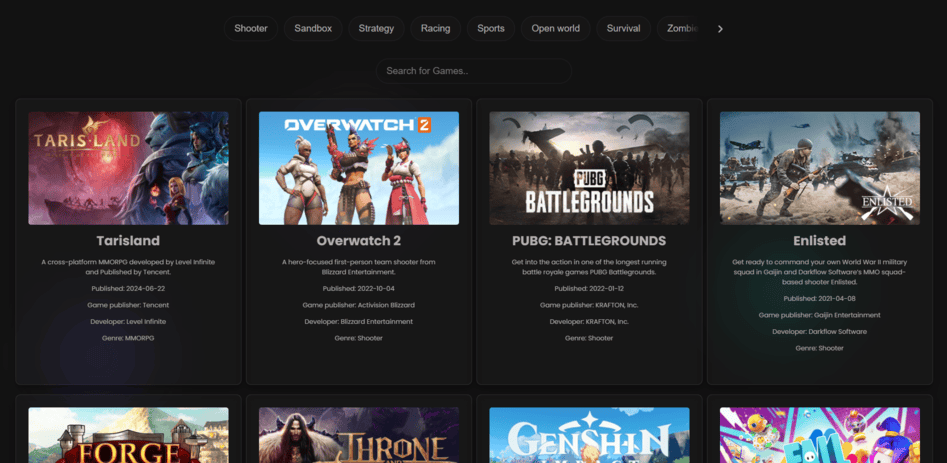 Shooter Sandbox Strategy Racing Sports Open world Survival Zombie
Search for Games..
TARISLAND
Tarisland
A cross-platform MMORPG developed by Level Infinite
and Published by Tencent.
Published: 2024-06-22
Game publisher: Tencent
Developer: Level Infinite
Genre: MMORPG
OVERWATCH 2
Overwatch 2
A hero-focused first-person team shooter from
Blizzard Entertainment.
Published: 2022-10-04
Game publisher: Activision Blizzard
Developer: Blizzard Entertainment
Genre: Shooter
PUBG
BATTLEGROUNDS
PUBG: BATTLEGROUNDS
Get into the action in one of the longest running
battle royale games PUBG Battlegrounds.
Published: 2022-01-12
Game publisher: KRAFTON, Inc.
Developer: KRAFTON, Inc.
Genre: Shooter
ENLISTED
Enlisted
Get ready to command your own World War II military
squad in Gaijin and Darkflow Software's MMO squad-
based shooter Enlisted.
Published: 2021-04-08
Game publisher: Gaijin Entertainment
Developer: Darkflow Software
Genre: Shooter
FORGE
THRONE
GENSHIN